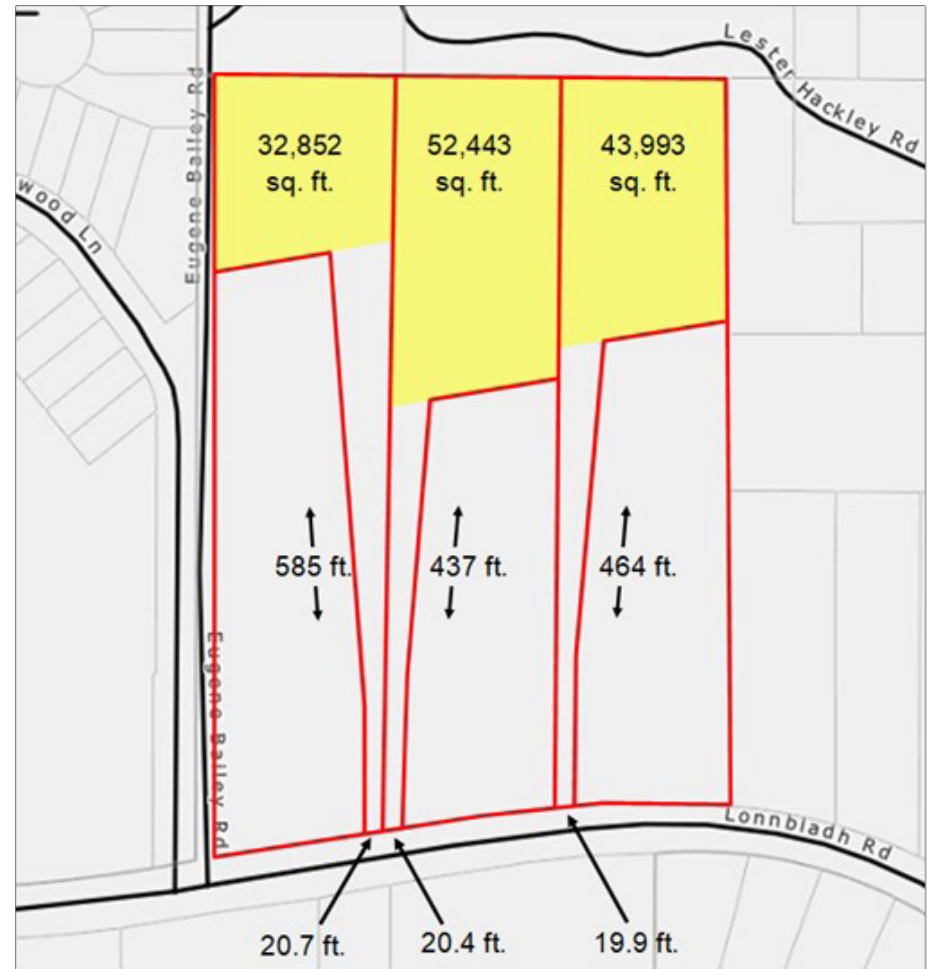 Lester Hackley Rd
Eugene Balley Rd
32,852
sq. ft.
52,443
sq. ft.
43,993
sq. ft.
wood Ln
585 ft.
437 ft.
464 ft.
Eugene Balley Rd
Lonnbladh Rd
20.7 ft.
20.4 ft.
19.9 ft.